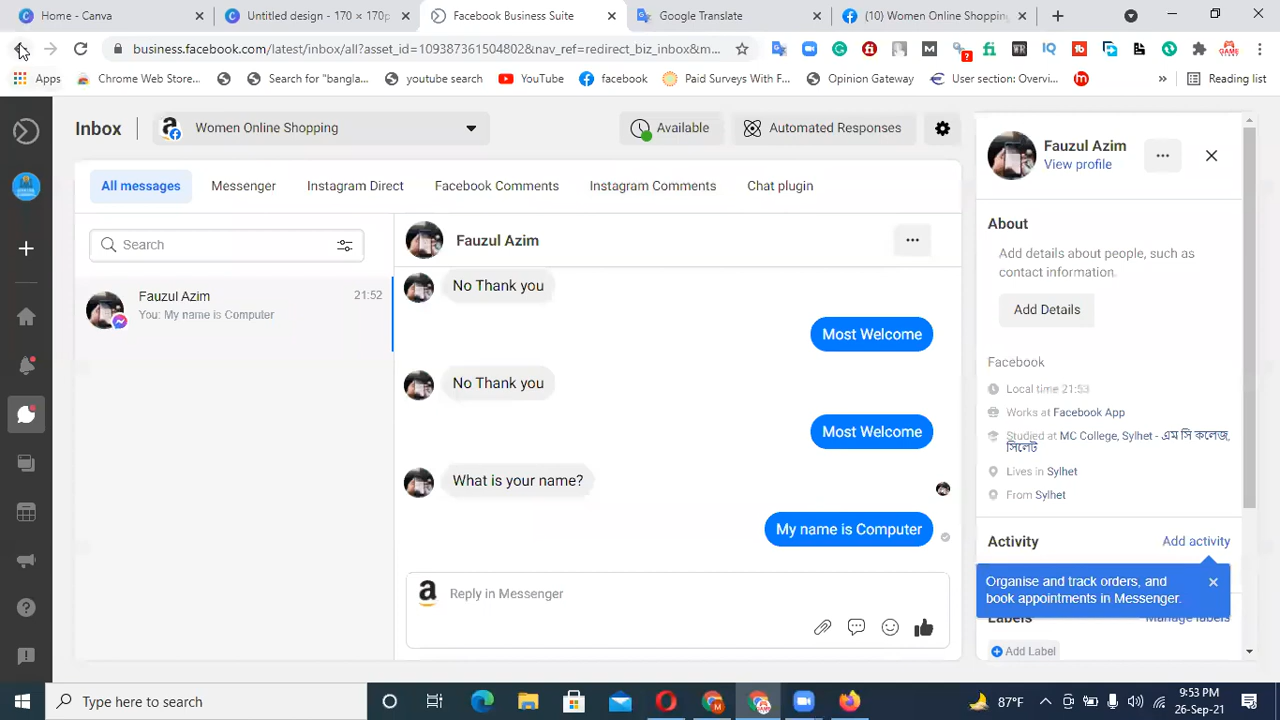 Home - Canva
Untitled design - 170 × 170p
Facebook Business Suite
Google Translate
(10) Women Online Shopping
business.facebook.com/latest/inbox/all?asset_id=109387361504802&nav_ref=redirect_biz_inbox&m...
Apps
Chrome Web Store...
Search for "bangla...
youtube search
YouTube
facebook
Paid Surveys With F...
Opinion Gateway
User section: Overvi...
»
Reading list
Inbox
Women Online Shopping
Available
Automated Responses
All messages
Messenger
Instagram Direct
Facebook Comments
Instagram Comments
Chat plugin
Search
Fauzul Azim
21:52
You: My name is Computer
Fauzul Azim
No Thank you
Most Welcome
No Thank you
Most Welcome
What is your name?
My name is Computer
Reply in Messenger
Fauzul Azim
View profile
About
Add details about people, such as
contact information.
Add Details
Facebook
Local time 21:53
Works at Facebook App
Studied at MC College, Sylhet - এম সি কলেজ,
সিলেট
Lives in Sylhet
From Sylhet
Activity
Add activity
Organise and track orders, and
book appointments in Messenger.
Labels
Manage labels
Add Label
Type here to search
87°F
9:53 PM
26-Sep-21